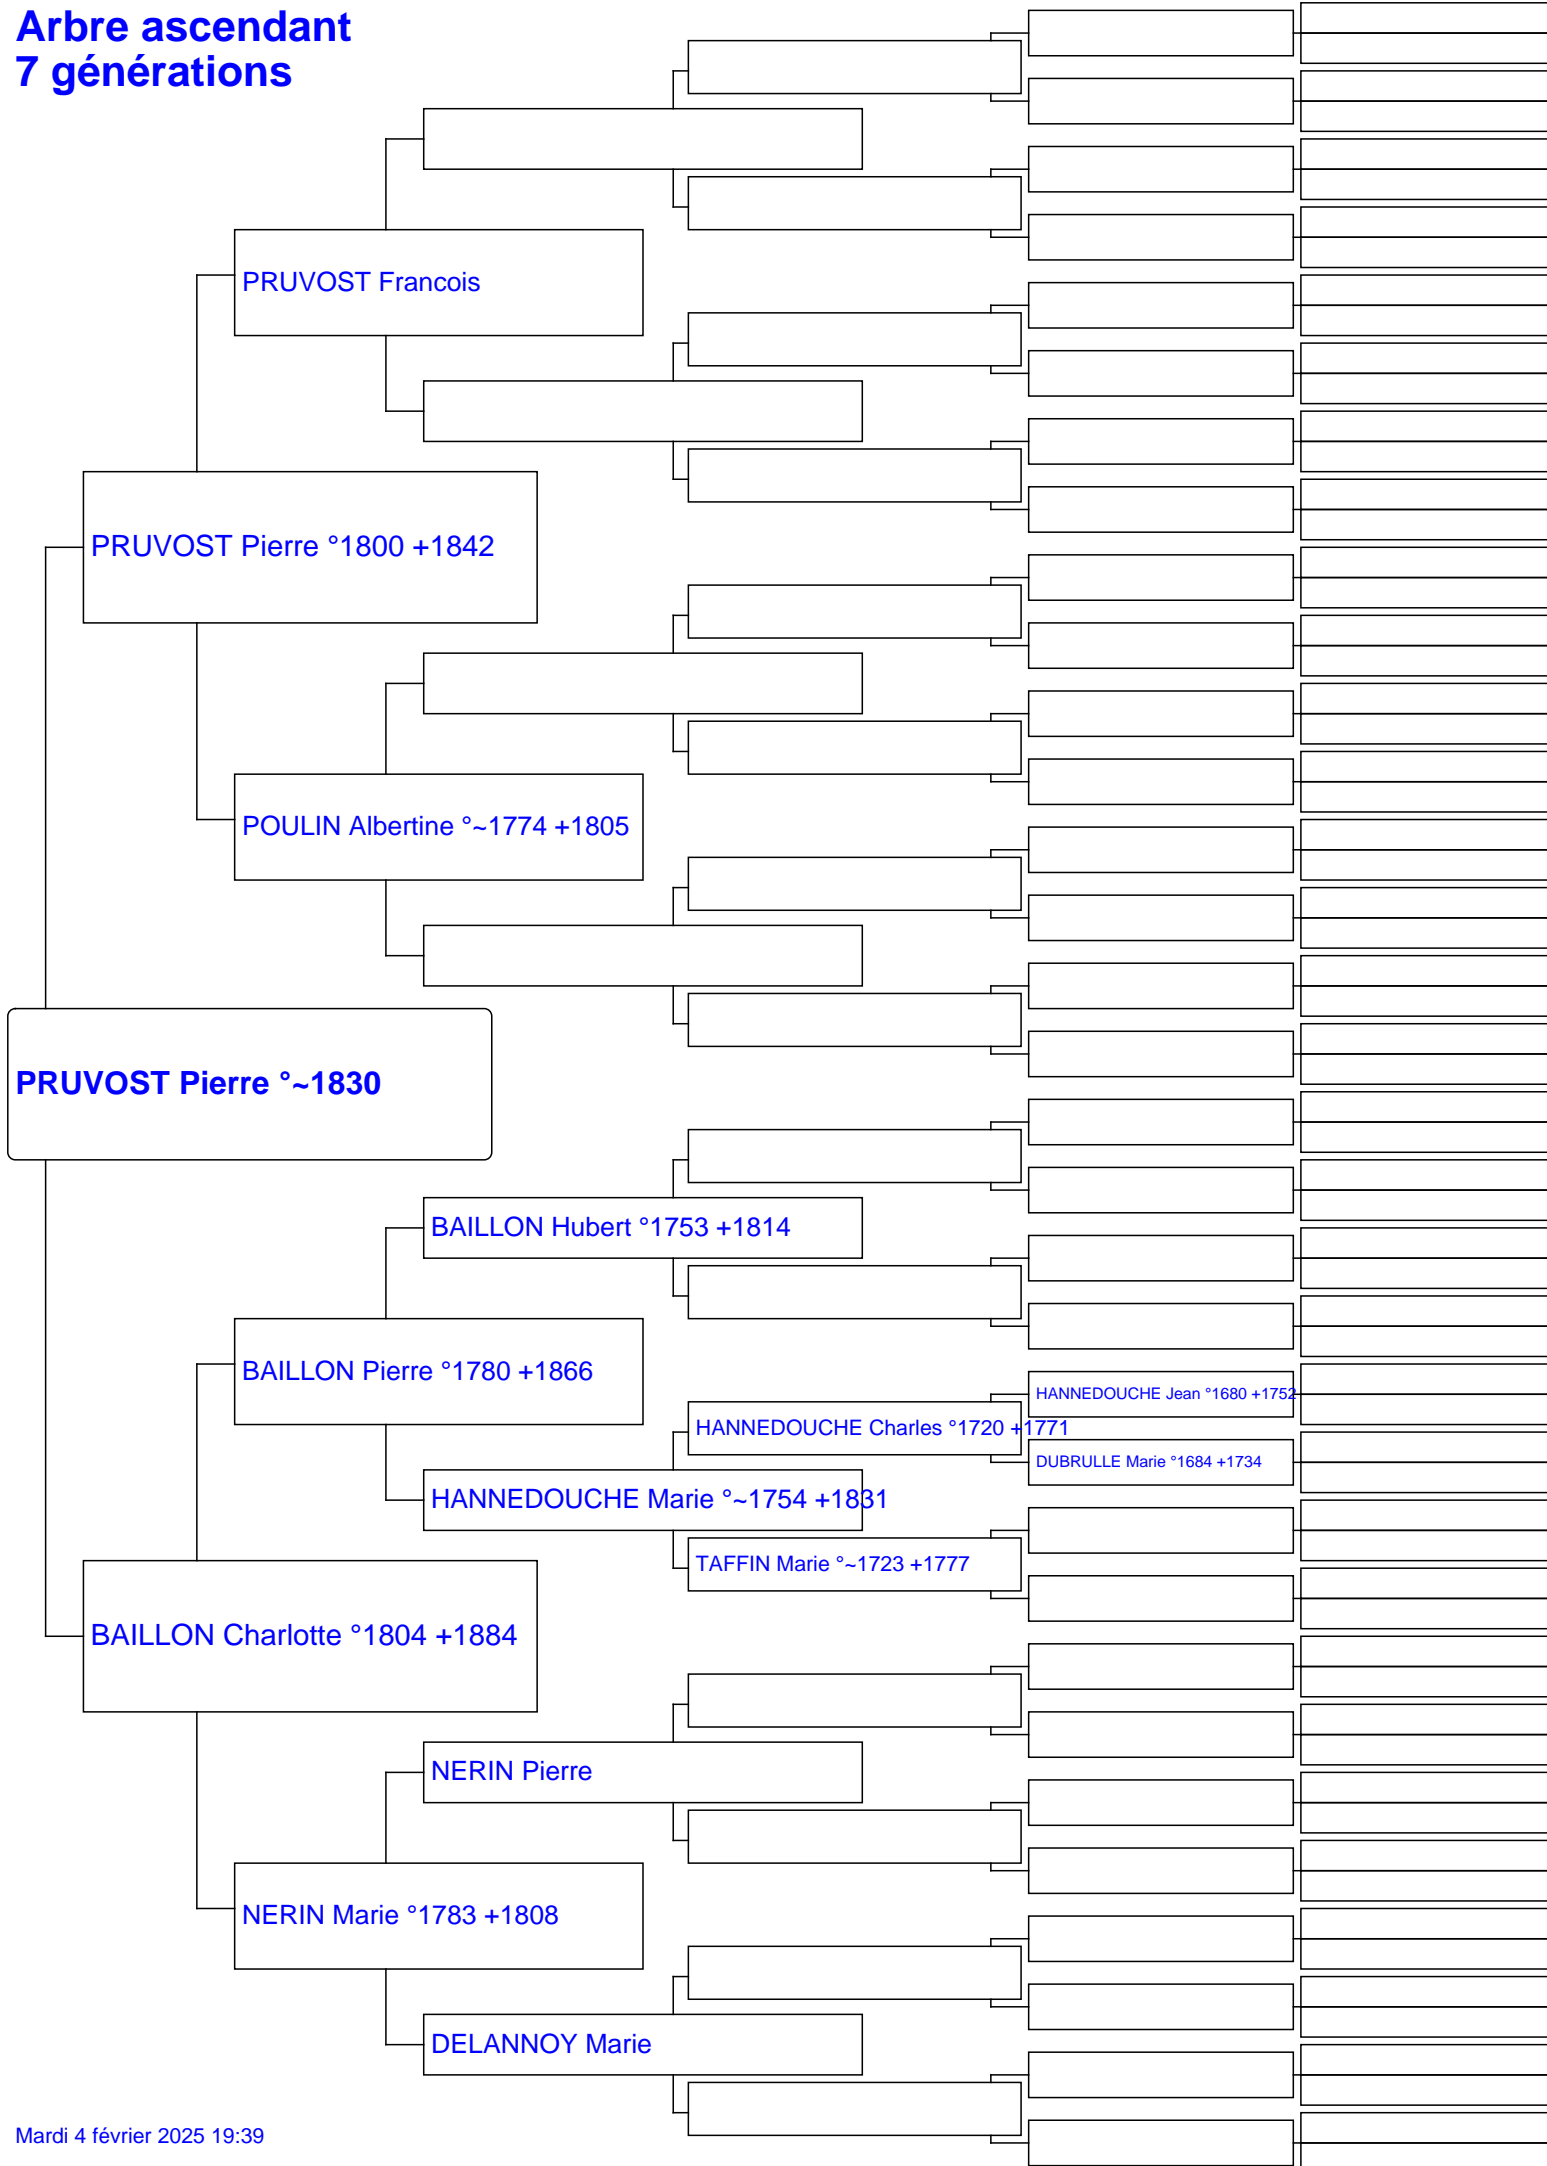 Arbre ascendant
7 générations
PRUVOST Francois
PRUVOST Pierre °1800 +1842
POULIN Albertine °~1774 +1805
PRUVOST Pierre °~1830
BAILLON Hubert °1753 +1814
BAILLON Pierre °1780 +1866
HANNEDOUCHE Jean °1680 +1752
HANNEDOUCHE Charles °1720 +1771
DUBRULLE Marie °1684 +1734
HANNEDOUCHE Marie °~1754 +1831
TAFFIN Marie °~1723 +1777
BAILLON Charlotte °1804 +1884
NERIN Pierre
NERIN Marie °1783 +1808
DELANNOY Marie
Mardi 4 février 2025 19:39